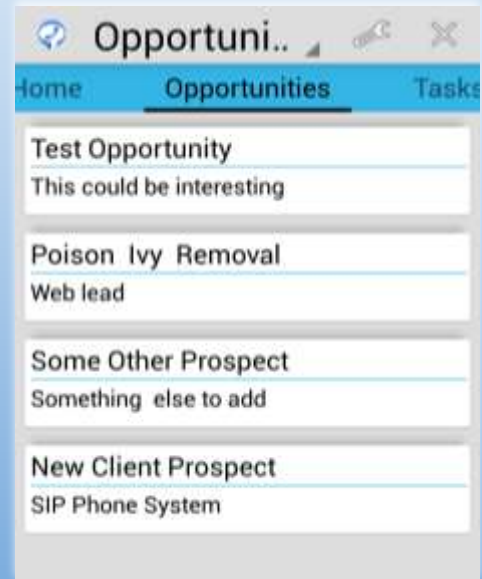 Opportuni..
Home Opportunities Tasks
Test Opportunity
This could be interesting
Poison Ivy Removal
Web lead
Some Other Prospect
Something else to add
New Client Prospect
SIP Phone System